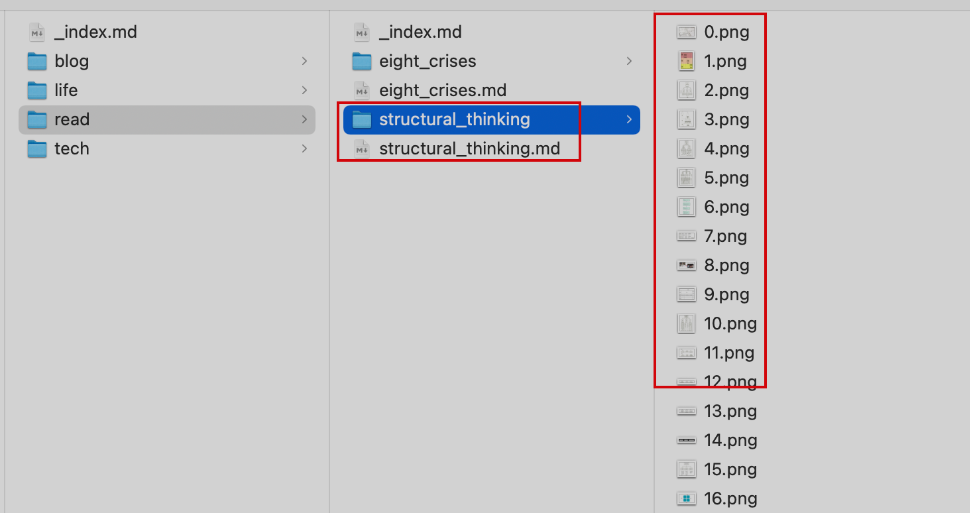 _index.md
blog
life
read
tech
_index.md
eight_crises
eight_crises.md
structural_thinking
structural_thinking.md
0.png
1.png
2.png
3.png
4.png
5.png
6.png
7.png
8.png
9.png
10.png
11.png
12.png
13.png
14.png
15.png
16.png